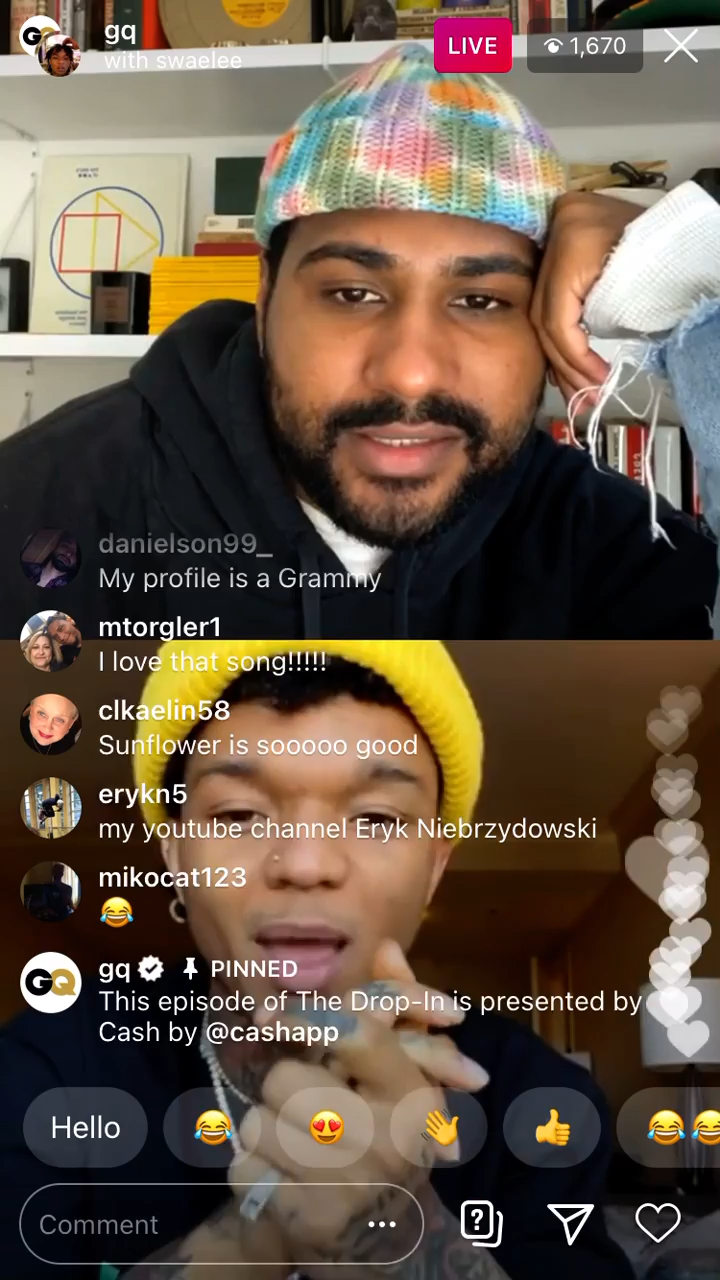 GQ
gq
with swaelee
LIVE
1,670
danielson99_
My profile is a Grammy
mtorgler1
I love that song!!!!!
clkaelin58
Sunflower is sooooo good
erykn5
my youtube channel Eryk Niebrzydowski
mikocat123
😂
GQ
gq PINNED
This episode of The Drop-In is presented by
Cash by @cashapp
Hello 😂 😍 👋 👍 😂😂
Comment